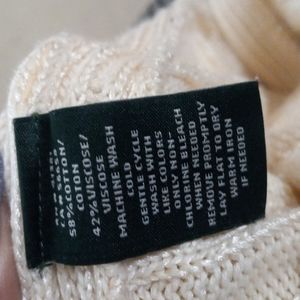 58% COTTON/
COTON
42% VISCOSE/
VISCOSE
MACHINE WASH
COLD
GENTLE CYCLE
WASH WITH
LIKE COLORS
ONLY NON-
CHLORINE BLEACH
WHEN NEEDED
REMOVE PROMPTLY
LAY FLAT TO DRY
WARM IRON
IF NEEDED